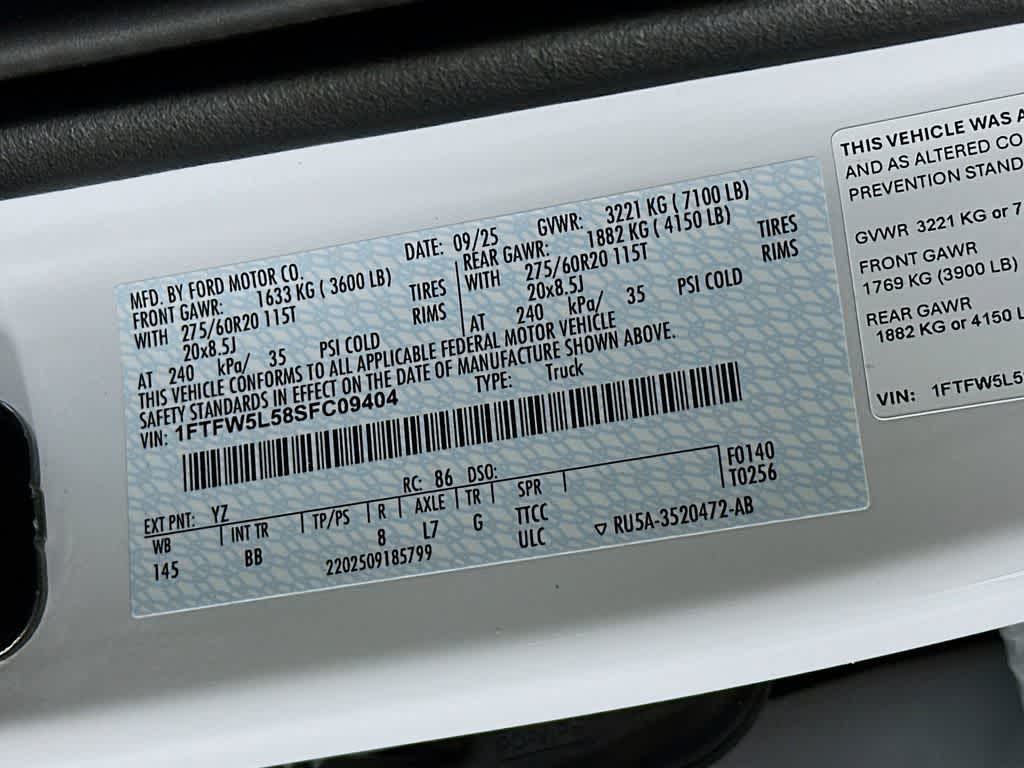 MFD. BY FORD MOTOR CO.
DATE: 09/25 GVWR: 3221 KG ( 7100 LB)
FRONT GAWR: 1633 KG ( 3600 LB)
WITH 275/60R20 115T TIRES
20x8.5J RIMS
AT 240 kPa/ 35 PSI COLD
REAR GAWR: 1882 KG ( 4150 LB)
WITH 275/60R20 115T TIRES
20x8.5J RIMS
AT 240 kPa/ 35 PSI COLD
THIS VEHICLE CONFORMS TO ALL APPLICABLE FEDERAL MOTOR VEHICLE
SAFETY STANDARDS IN EFFECT ON THE DATE OF MANUFACTURE SHOWN ABOVE.
VIN: 1FTFW5L58SFC09404 TYPE: Truck
EXT PNT: YZ RC: 86 DSO:
WB INT TR TP/PS R AXLE TR SPR
145 BB 8 L7 G TTCC
2202509185799 ULC
F0140
T0256
▽ RU5A-3520472-AB
THIS VEHICLE WAS A
AND AS ALTERED CO
PREVENTION STAND
GVWR 3221 KG or 7
FRONT GAWR
1769 KG (3900 LB)
REAR GAWR
1882 KG or 4150 L
VIN: 1FTFW5L5